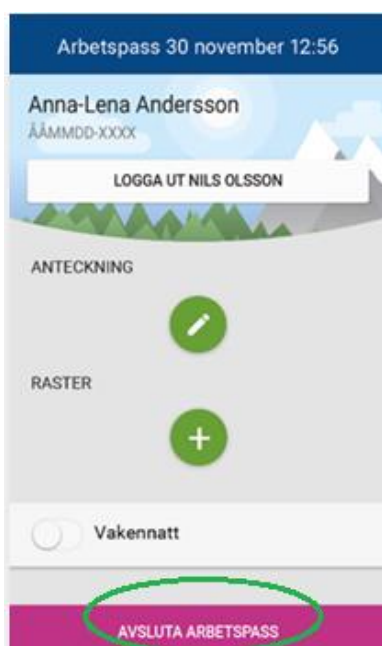 Arbetspass 30 november 12:56
Anna-Lena Andersson
ÅÅMMDD-XXXX
LOGGA UT NILS OLSSON
ANTECKNING
RASTER
Vakennatt
AVSLUTA ARBETSPASS